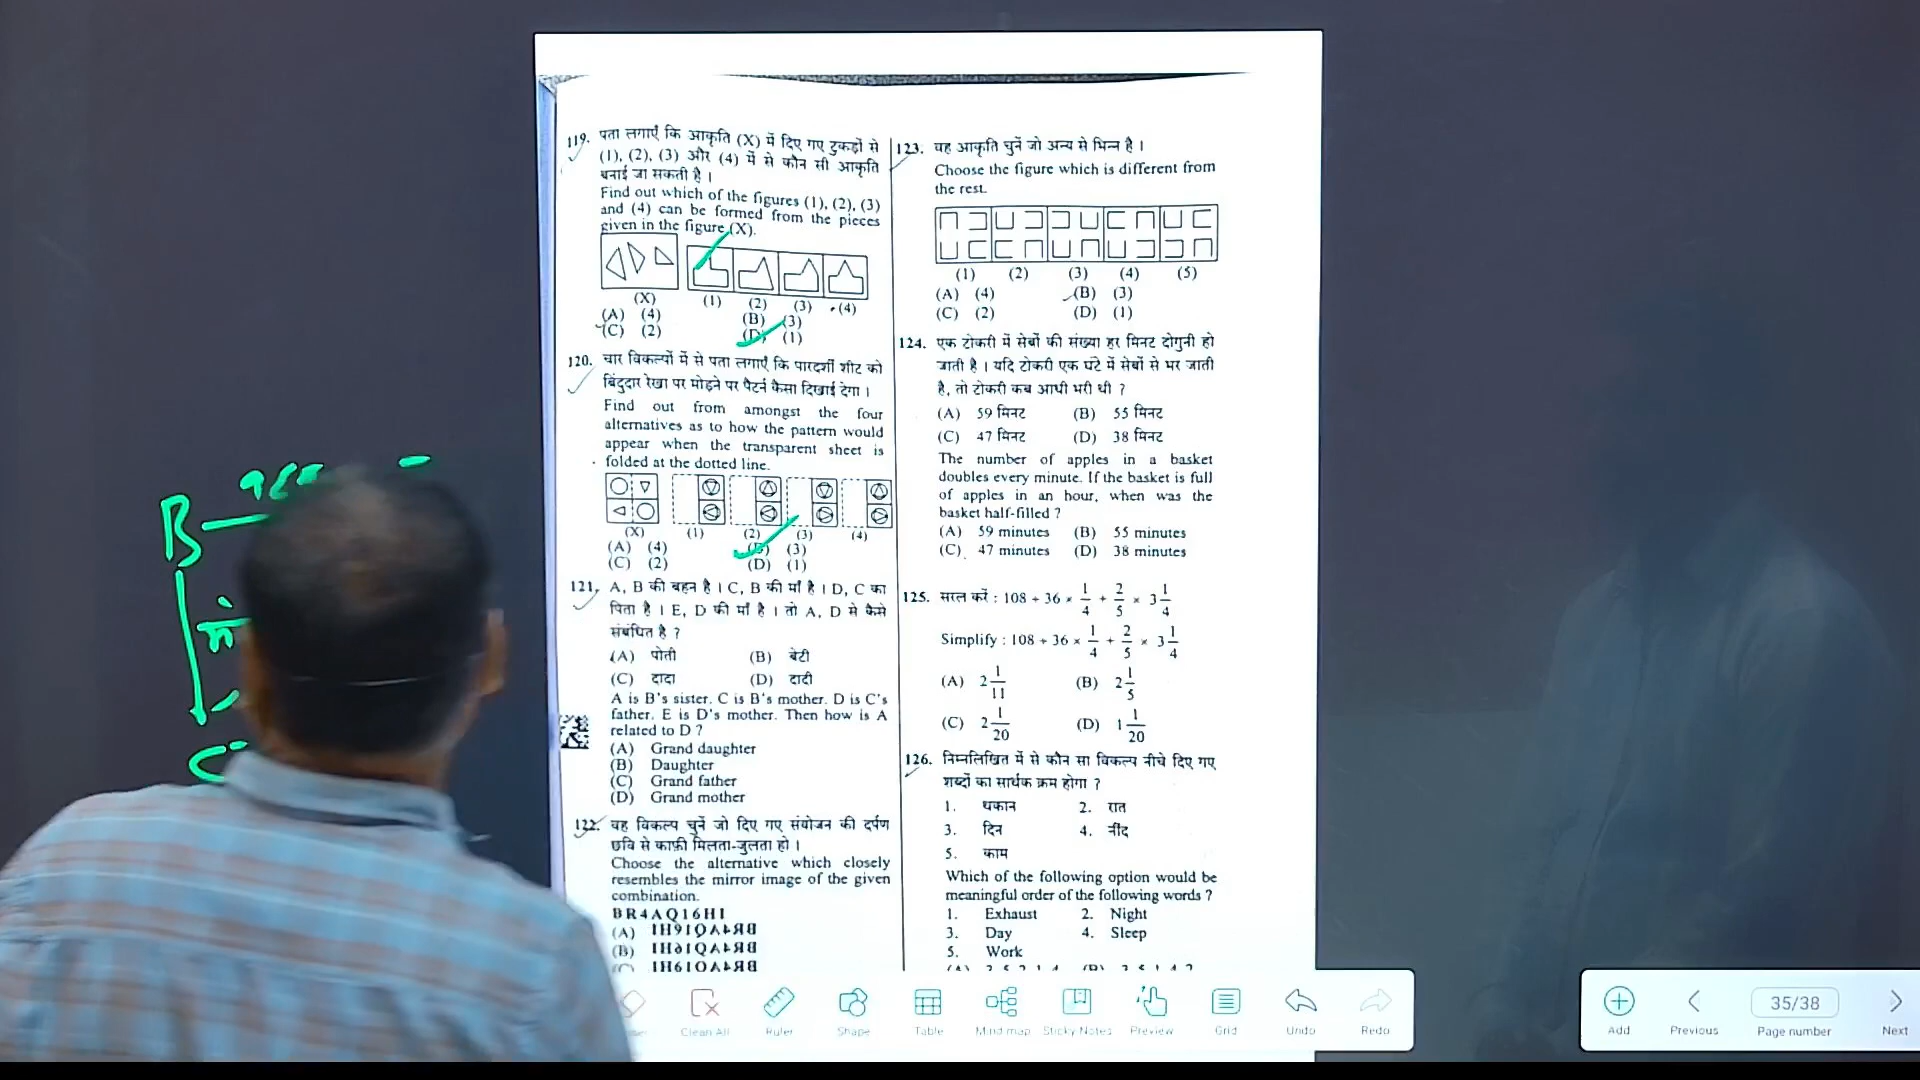 119. पता लगाएँ कि आकृति (X) में दिए गए टुकड़ों से
(1), (2), (3) और (4) में से कौन सी आकृति
बनाई जा सकती है ।
Find out which of the figures (1), (2), (3)
and (4) can be formed from the pieces
given in the figure (X).
(X) (1) (2) (3) (4)
(A) (4) (B) (3)
(C) (2) (D) (1)
120. चार विकल्पों में से पता लगाएँ कि पारदर्शी शीट को
बिंदुदार रेखा पर मोड़ने पर पैटर्न कैसा दिखाई देगा ।
Find out from amongst the four
alternatives as to how the pattern would
appear when the transparent sheet is
folded at the dotted line.
(X) (1) (2) (3) (4)
(A) (4) (B) (3)
(C) (2) (D) (1)
121. A, B की बहन है । C, B की माँ है । D, C का
पिता है । E, D की माँ है । तो A, D से कैसे
संबंधित है ?
(A) पोती (B) बेटी
(C) दादा (D) दादी
A is B's sister. C is B's mother. D is C's
father. E is D's mother. Then how is A
related to D ?
(A) Grand daughter
(B) Daughter
(C) Grand father
(D) Grand mother
122. वह विकल्प चुनें जो दिए गए संयोजन की दर्पण
छवि से काफ़ी मिलता-जुलता हो ।
Choose the alternative which closely
resembles the mirror image of the given
combination.
BR4AQ16HI
(A)
(B)
123. वह आकृति चुनें जो अन्य से भिन्न है ।
Choose the figure which is different from
the rest.
(1) (2) (3) (4) (5)
(A) (4) (B) (3)
(C) (2) (D) (1)
124. एक टोकरी में सेबों की संख्या हर मिनट दोगुनी हो
जाती है । यदि टोकरी एक घंटे में सेबों से भर जाती
है, तो टोकरी कब आधी भरी थी ?
(A) 59 मिनट (B) 55 मिनट
(C) 47 मिनट (D) 38 मिनट
The number of apples in a basket
doubles every minute. If the basket is full
of apples in an hour, when was the
basket half-filled ?
(A) 59 minutes (B) 55 minutes
(C) 47 minutes (D) 38 minutes
125. सरल करें : 108 ÷ 36 × 1/4 + 2/5 × 3 1/4
Simplify : 108 ÷ 36 × 1/4 + 2/5 × 3 1/4
(A) 2 1/11 (B) 2 1/5
(C) 2 1/20 (D) 1 1/20
126. निम्नलिखित में से कौन सा विकल्प नीचे दिए गए
शब्दों का सार्थक क्रम होगा ?
1. थकान 2. रात
3. दिन 4. नींद
5. काम
Which of the following option would be
meaningful order of the following words ?
1. Exhaust 2. Night
3. Day 4. Sleep
5. Work
B
C
Clean All Ruler Shape Table Mind map Sticky Notes Preview Grid Undo Redo
35/38
Add Previous Page number Next